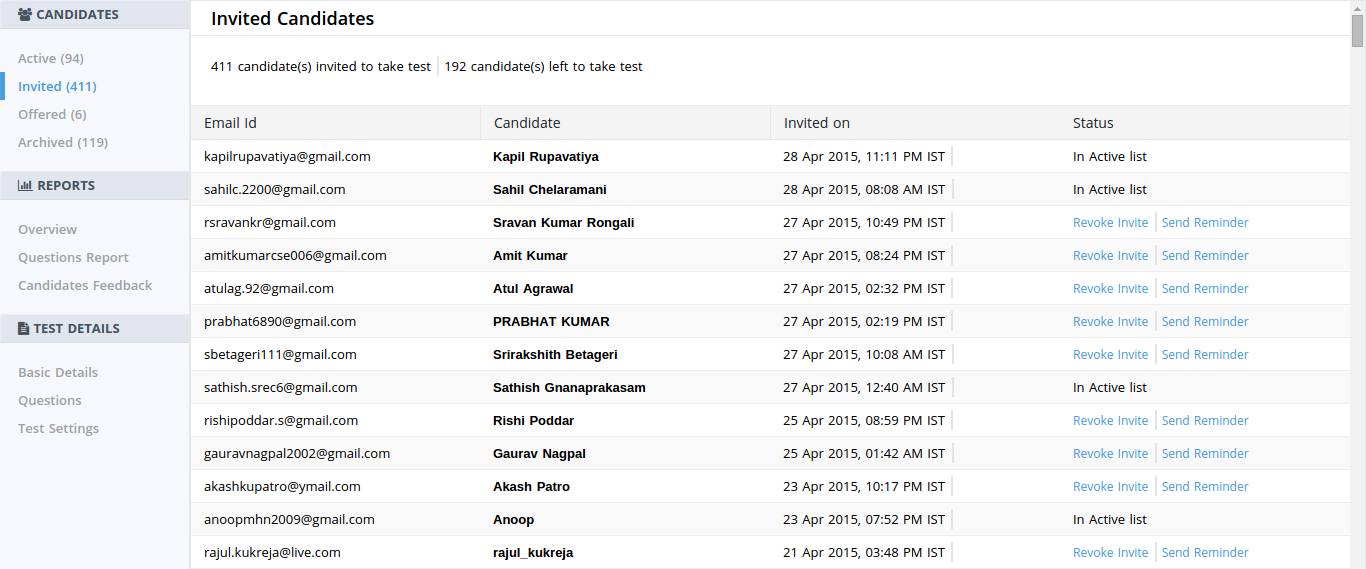 CANDIDATES
Active (94)
Invited (411)
Offered (6)
Archived (119)
REPORTS
Overview
Questions Report
Candidates Feedback
TEST DETAILS
Basic Details
Questions
Test Settings
Invited Candidates
411 candidate(s) invited to take test 192 candidate(s) left to take test
Email Id Candidate Invited on Status
kapilrupavatiya@gmail.com Kapil Rupavatiya 28 Apr 2015, 11:11 PM IST In Active list
sahilc.2200@gmail.com Sahil Chelaramani 28 Apr 2015, 08:08 AM IST In Active list
rsravankr@gmail.com Sravan Kumar Rongali 27 Apr 2015, 10:49 PM IST Revoke Invite Send Reminder
amitkumarcse006@gmail.com Amit Kumar 27 Apr 2015, 08:24 PM IST Revoke Invite Send Reminder
atulag.92@gmail.com Atul Agrawal 27 Apr 2015, 02:32 PM IST Revoke Invite Send Reminder
prabhat6890@gmail.com PRABHAT KUMAR 27 Apr 2015, 02:19 PM IST Revoke Invite Send Reminder
sbetageri111@gmail.com Srirakshith Betageri 27 Apr 2015, 10:08 AM IST Revoke Invite Send Reminder
sathish.srec6@gmail.com Sathish Gnanaprakasam 27 Apr 2015, 12:40 AM IST In Active list
rishipoddar.s@gmail.com Rishi Poddar 25 Apr 2015, 08:59 PM IST Revoke Invite Send Reminder
gauravnagpal2002@gmail.com Gaurav Nagpal 25 Apr 2015, 01:42 AM IST Revoke Invite Send Reminder
akashkupatro@ymail.com Akash Patro 23 Apr 2015, 10:17 PM IST Revoke Invite Send Reminder
anoopmhn2009@gmail.com Anoop 23 Apr 2015, 07:52 PM IST In Active list
rajul.kukreja@live.com rajul_kukreja 21 Apr 2015, 03:48 PM IST Revoke Invite Send Reminder